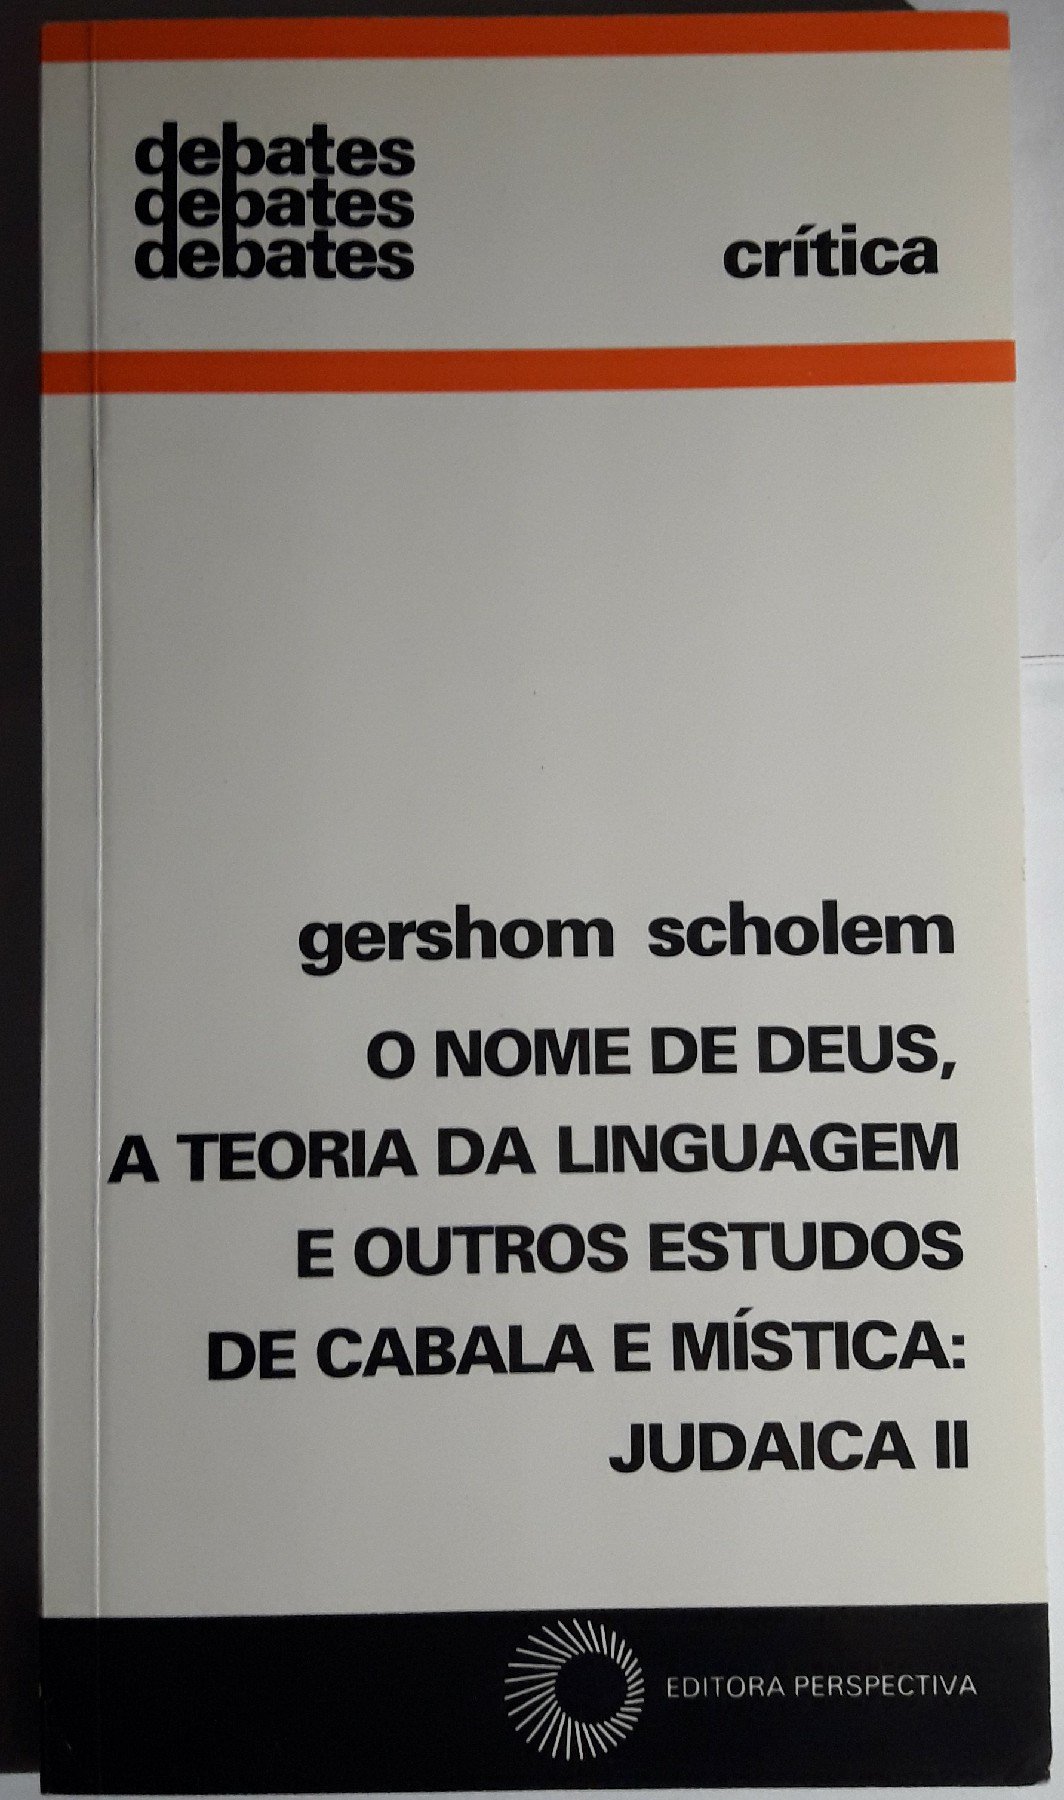 debates
debates
debates
crítica
gershom scholem
O NOME DE DEUS,
A TEORIA DA LINGUAGEM
E OUTROS ESTUDOS
DE CABALA E MÍSTICA:
JUDAICA II
EDITORA PERSPECTIVA